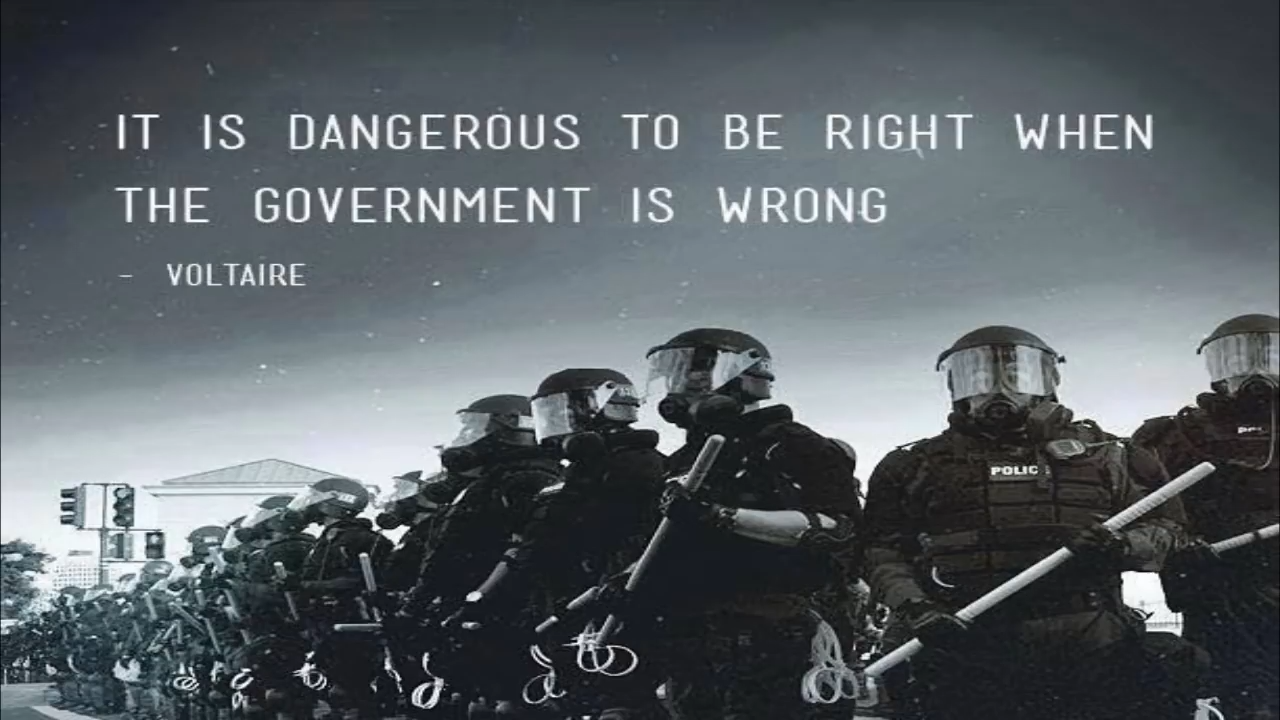 IT IS DANGEROUS TO BE RIGHT WHEN
THE GOVERNMENT IS WRONG
- VOLTAIRE
POLIC